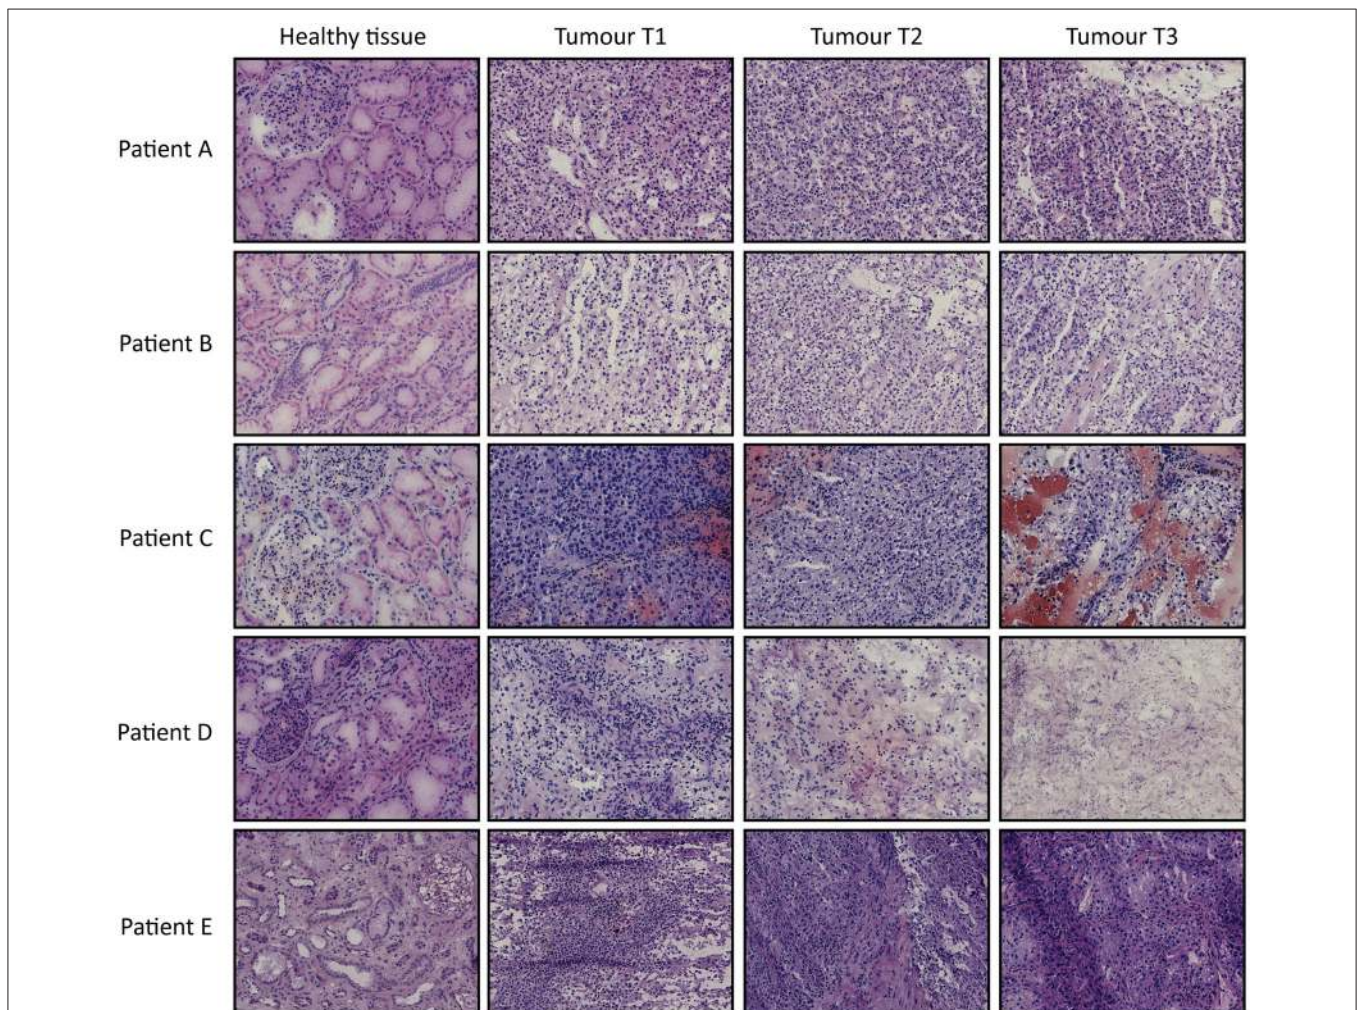 Healthy tissue Tumour T1 Tumour T2 Tumour T3
Patient A
Patient B
Patient C
Patient D
Patient E